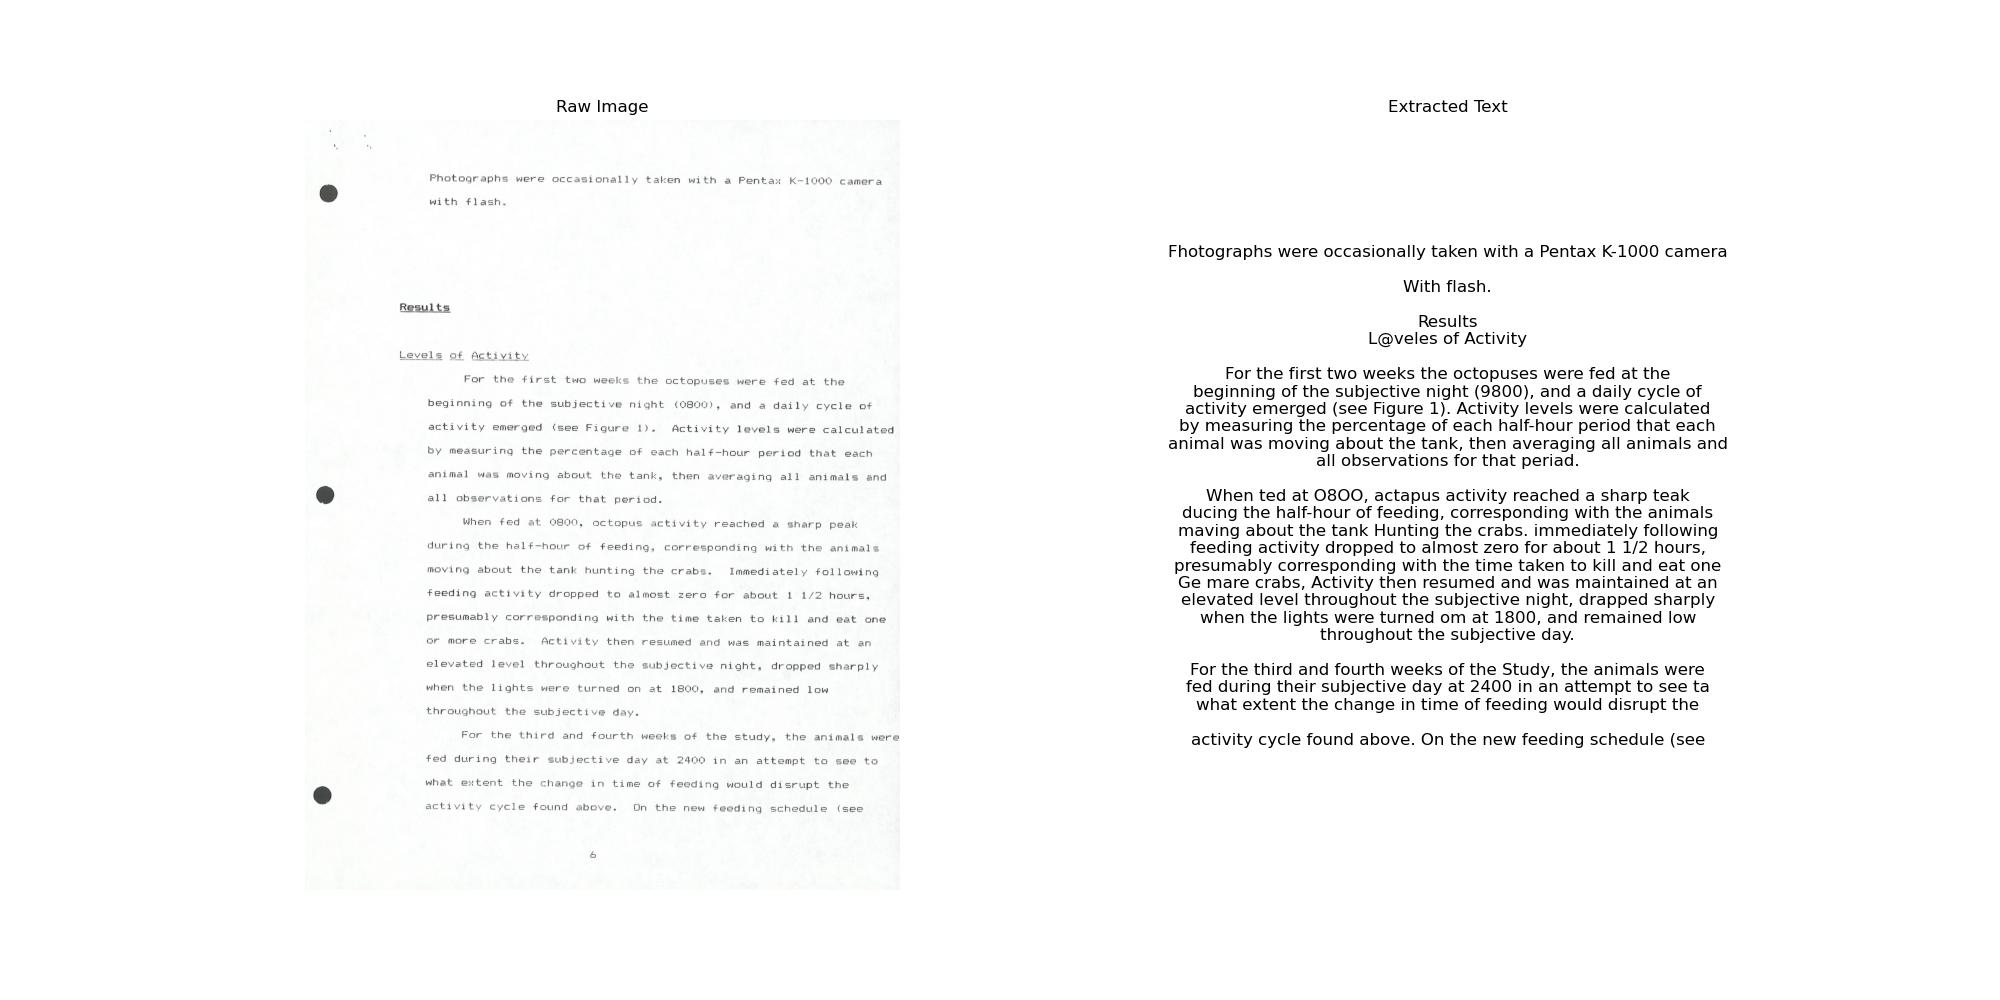 Raw Image
Photographs were occasionally taken with a Pentax K-1000 camera
with flash.
Results
Levels of Activity
For the first two weeks the octopuses were fed at the
beginning of the subjective night (0800), and a daily cycle of
activity emerged (see Figure 1).  Activity levels were calculated
by measuring the percentage of each half-hour period that each
animal was moving about the tank, then averaging all animals and
all observations for that period.
When fed at 0800, octopus activity reached a sharp peak
during the half-hour of feeding, corresponding with the animals
moving about the tank hunting the crabs.  Immediately following
feeding activity dropped to almost zero for about 1 1/2 hours,
presumably corresponding with the time taken to kill and eat one
or more crabs.  Activity then resumed and was maintained at an
elevated level throughout the subjective night, dropped sharply
when the lights were turned on at 1800, and remained low
throughout the subjective day.
For the third and fourth weeks of the study, the animals were
fed during their subjective day at 2400 in an attempt to see to
what extent the change in time of feeding would disrupt the
activity cycle found above.  On the new feeding schedule (see
6
Extracted Text
Fhotographs were occasionally taken with a Pentax K-1000 camera
With flash.
Results
L@veles of Activity
For the first two weeks the octopuses were fed at the
beginning of the subjective night (9800), and a daily cycle of
activity emerged (see Figure 1). Activity levels were calculated
by measuring the percentage of each half-hour period that each
animal was moving about the tank, then averaging all animals and
all observations for that periad.
When ted at O8OO, actapus activity reached a sharp teak
ducing the half-hour of feeding, corresponding with the animals
maving about the tank Hunting the crabs. immediately following
feeding activity dropped to almost zero for about 1 1/2 hours,
presumably corresponding with the time taken to kill and eat one
Ge mare crabs, Activity then resumed and was maintained at an
elevated level throughout the subjective night, drapped sharply
when the lights were turned om at 1800, and remained low
throughout the subjective day.
For the third and fourth weeks of the Study, the animals were
fed during their subjective day at 2400 in an attempt to see ta
what extent the change in time of feeding would disrupt the
activity cycle found above. On the new feeding schedule (see